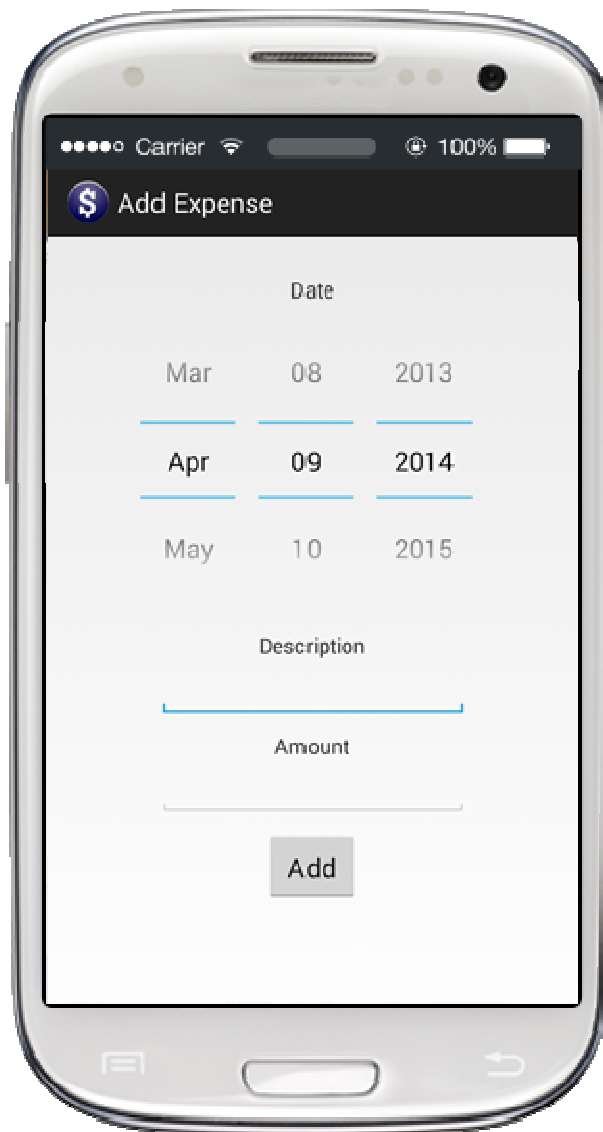 Carrier 100%
$ Add Expense
Date
Mar 08 2013
Apr 09 2014
May 10 2015
Description
Amount
Add